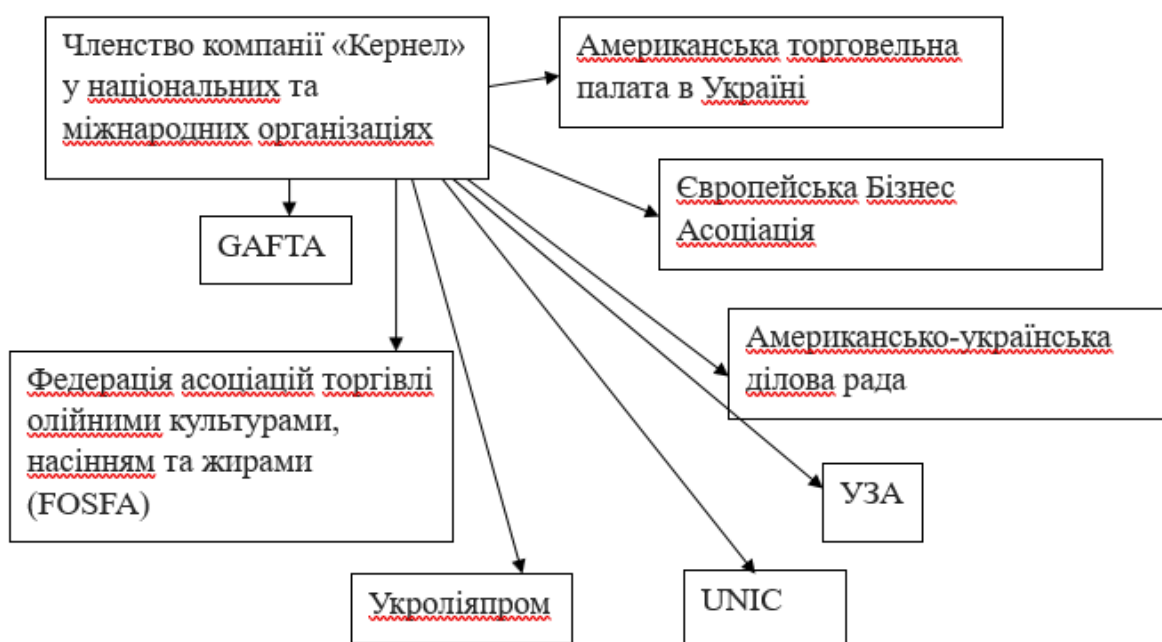 Членство компанії «Кернел»
у національних та
міжнародних організаціях
Американська торговельна
палата в Україні
Європейська Бізнес
Асоціація
GAFTA
Американсько-українська
ділова рада
Федерація асоціацій торгівлі
олійними культурами,
насінням та жирами
(FOSFA)
УЗА
Укроліяпром
UNIC